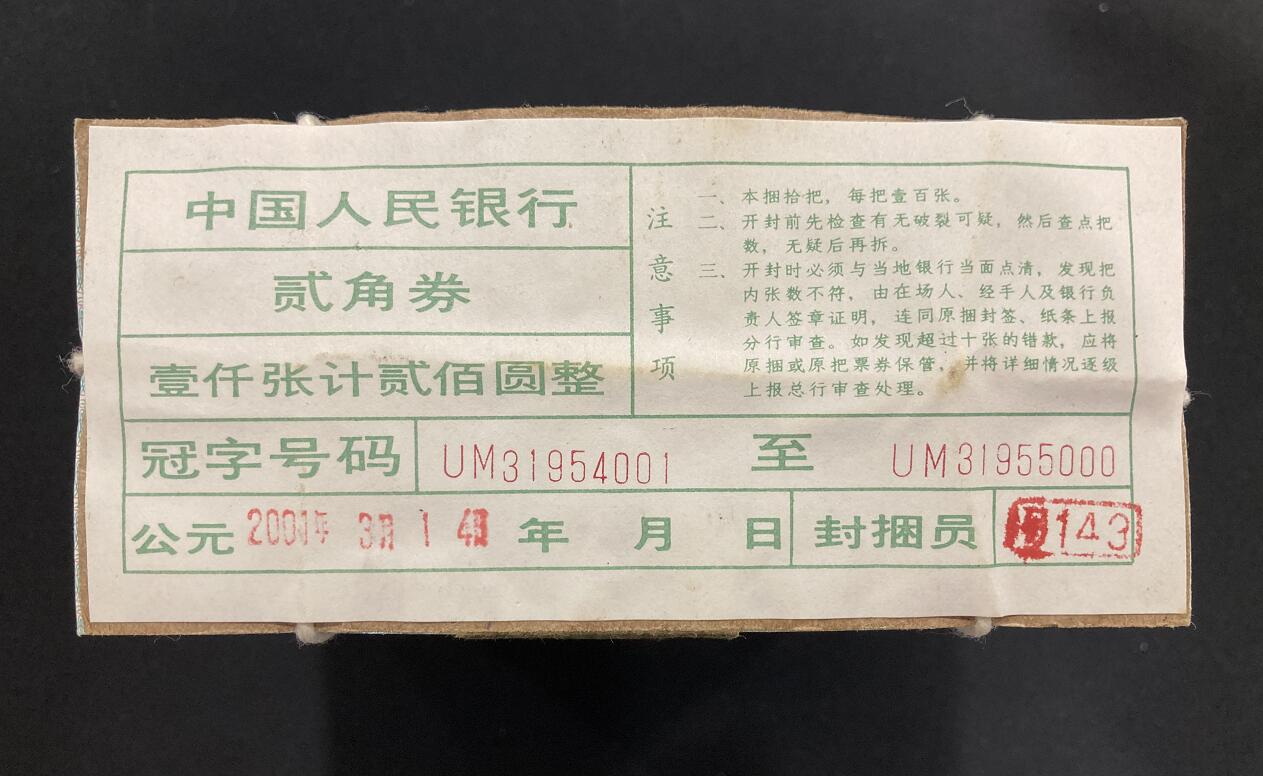 中国人民银行
贰角券
壹仟张计贰佰圆整
注意事项
一、本捆拾把，每把壹百张。
二、开封前先检查有无破裂可疑，然后查点把
数，无疑后再拆。
三、开封时必须与当地银行当面点清，发现把
内张数不符，由在场人、经手人及银行负
责人签章证明，连同原捆封签、纸条上报
分行审查。如发现超过十张的错款，应将
原捆或原把票券保管，并将详细情况逐级
上报总行审查处理。
冠字号码 UM31954001 至 UM31955000
公元 2001年 3月 14日 年 月 日 封捆员 143